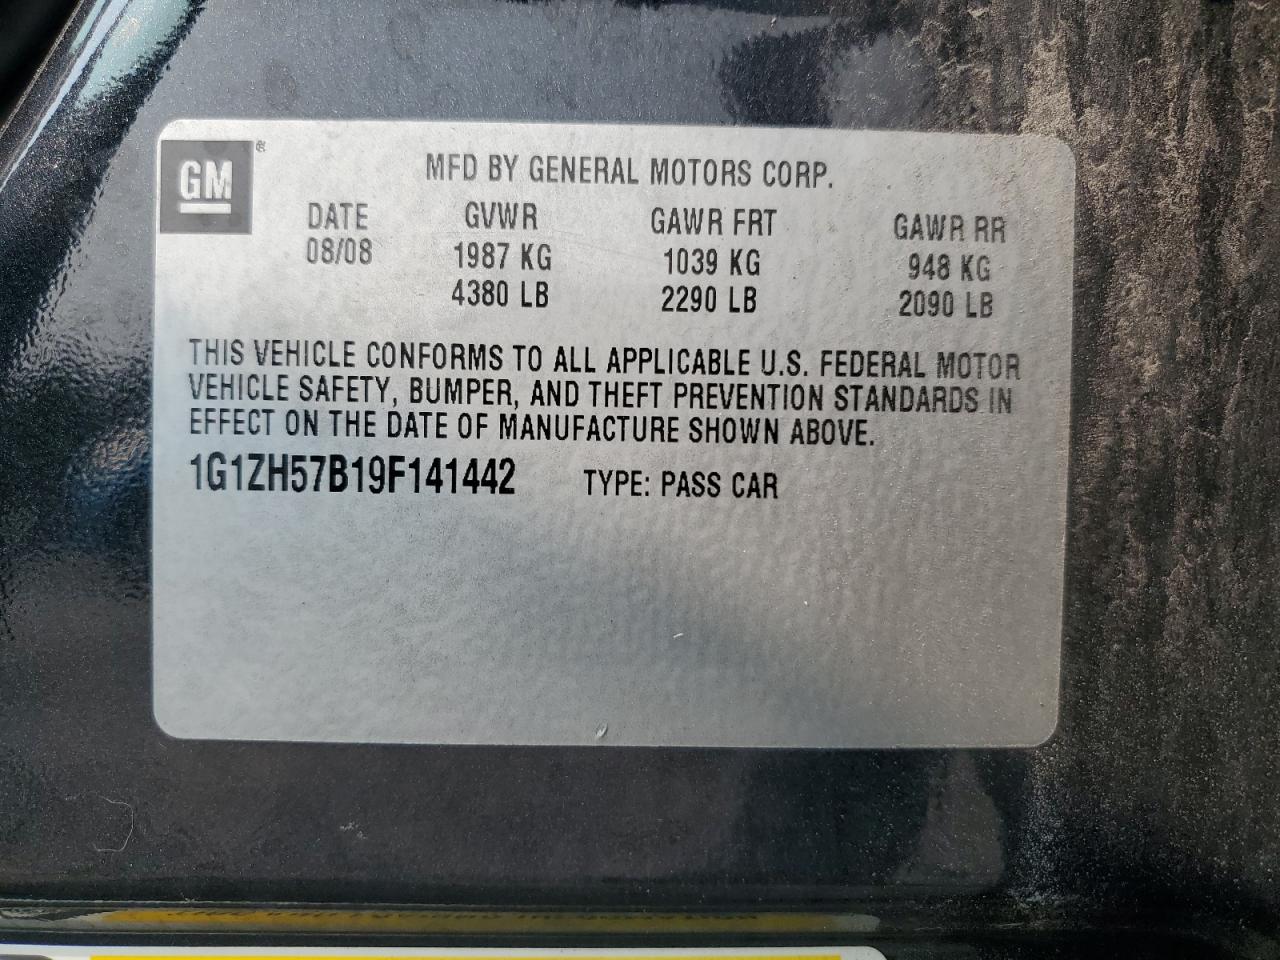 GM
MFD BY GENERAL MOTORS CORP.
DATE GVWR GAWR FRT GAWR RR
08/08 1987 KG 1039 KG 948 KG
4380 LB 2290 LB 2090 LB
THIS VEHICLE CONFORMS TO ALL APPLICABLE U.S. FEDERAL MOTOR
VEHICLE SAFETY, BUMPER, AND THEFT PREVENTION STANDARDS IN
EFFECT ON THE DATE OF MANUFACTURE SHOWN ABOVE.
1G1ZH57B19F141442 TYPE: PASS CAR